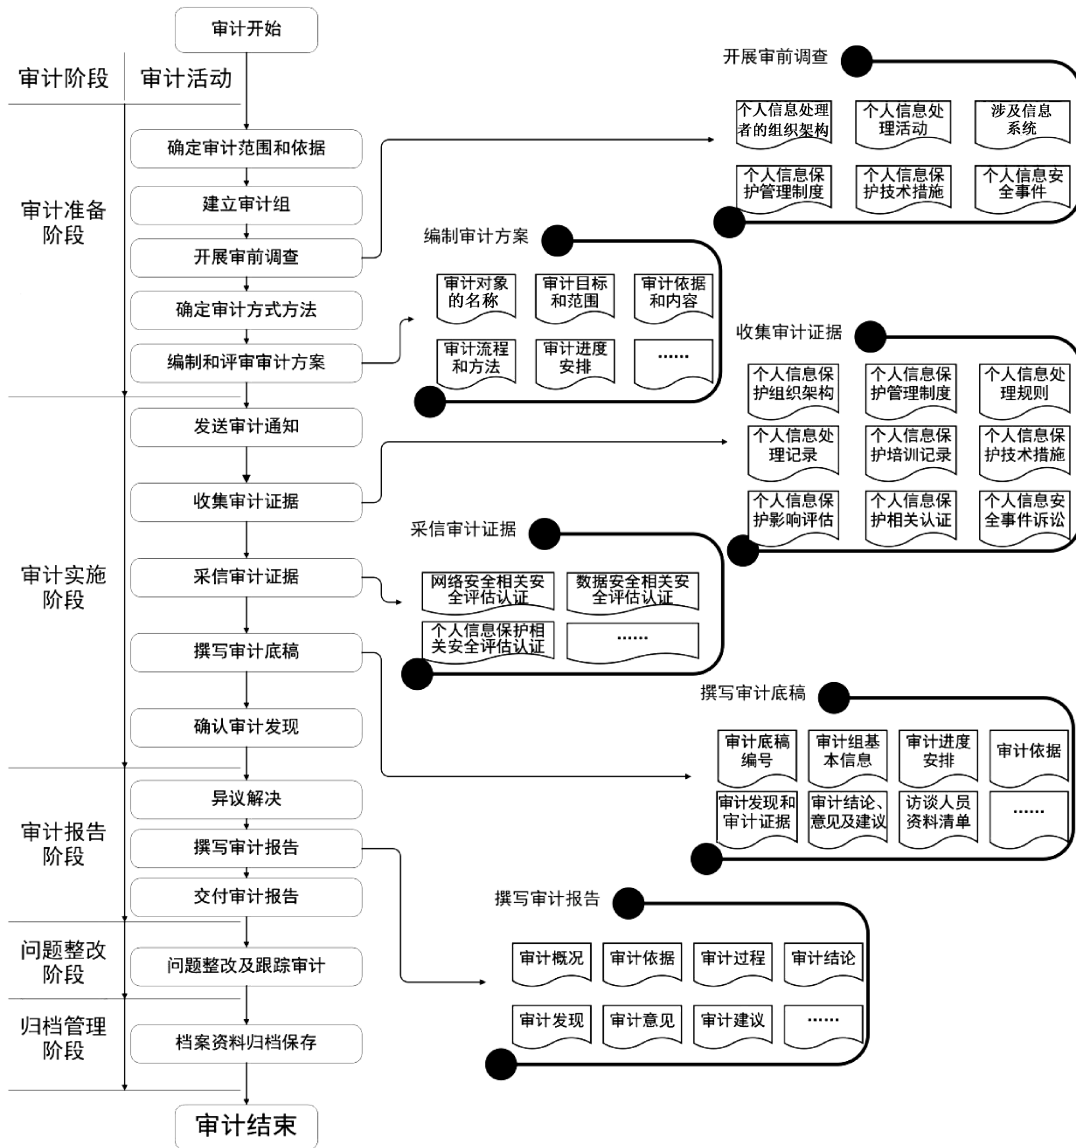 审计开始
审计阶段
审计活动
审计准备
阶段
确定审计范围和依据
建立审计组
开展审前调查
确定审计方式方法
编制和评审审计方案
审计实施
阶段
发送审计通知
收集审计证据
采信审计证据
撰写审计底稿
确认审计发现
审计报告
阶段
异议解决
撰写审计报告
交付审计报告
问题整改
阶段
问题整改及跟踪审计
归档管理
阶段
档案资料归档保存
审计结束
开展审前调查
个人信息处理
者的组织架构
个人信息处
理活动
涉及信息
系统
个人信息保
护管理制度
个人信息保
护技术措施
个人信息安
全事件
编制审计方案
审计对象
的名称
审计目标
和范围
审计依据
和内容
审计流程
和方法
审计进度
安排
……
收集审计证据
个人信息保
护组织架构
个人信息保
护管理制度
个人信息处
理规则
个人信息处
理记录
个人信息保
护培训记录
个人信息保
护技术措施
个人信息保
护影响评估
个人信息保
护相关认证
个人信息安
全事件诉讼
采信审计证据
网络安全相关安
全评估认证
数据安全相关安
全评估认证
个人信息保护相
关安全评估认证
……
撰写审计底稿
审计底稿
编号
审计组基
本信息
审计进度
安排
审计依据
审计发现和
审计证据
审计结论、
意见及建议
访谈人员
资料清单
……
撰写审计报告
审计概况
审计依据
审计过程
审计结论
审计发现
审计意见
审计建议
……